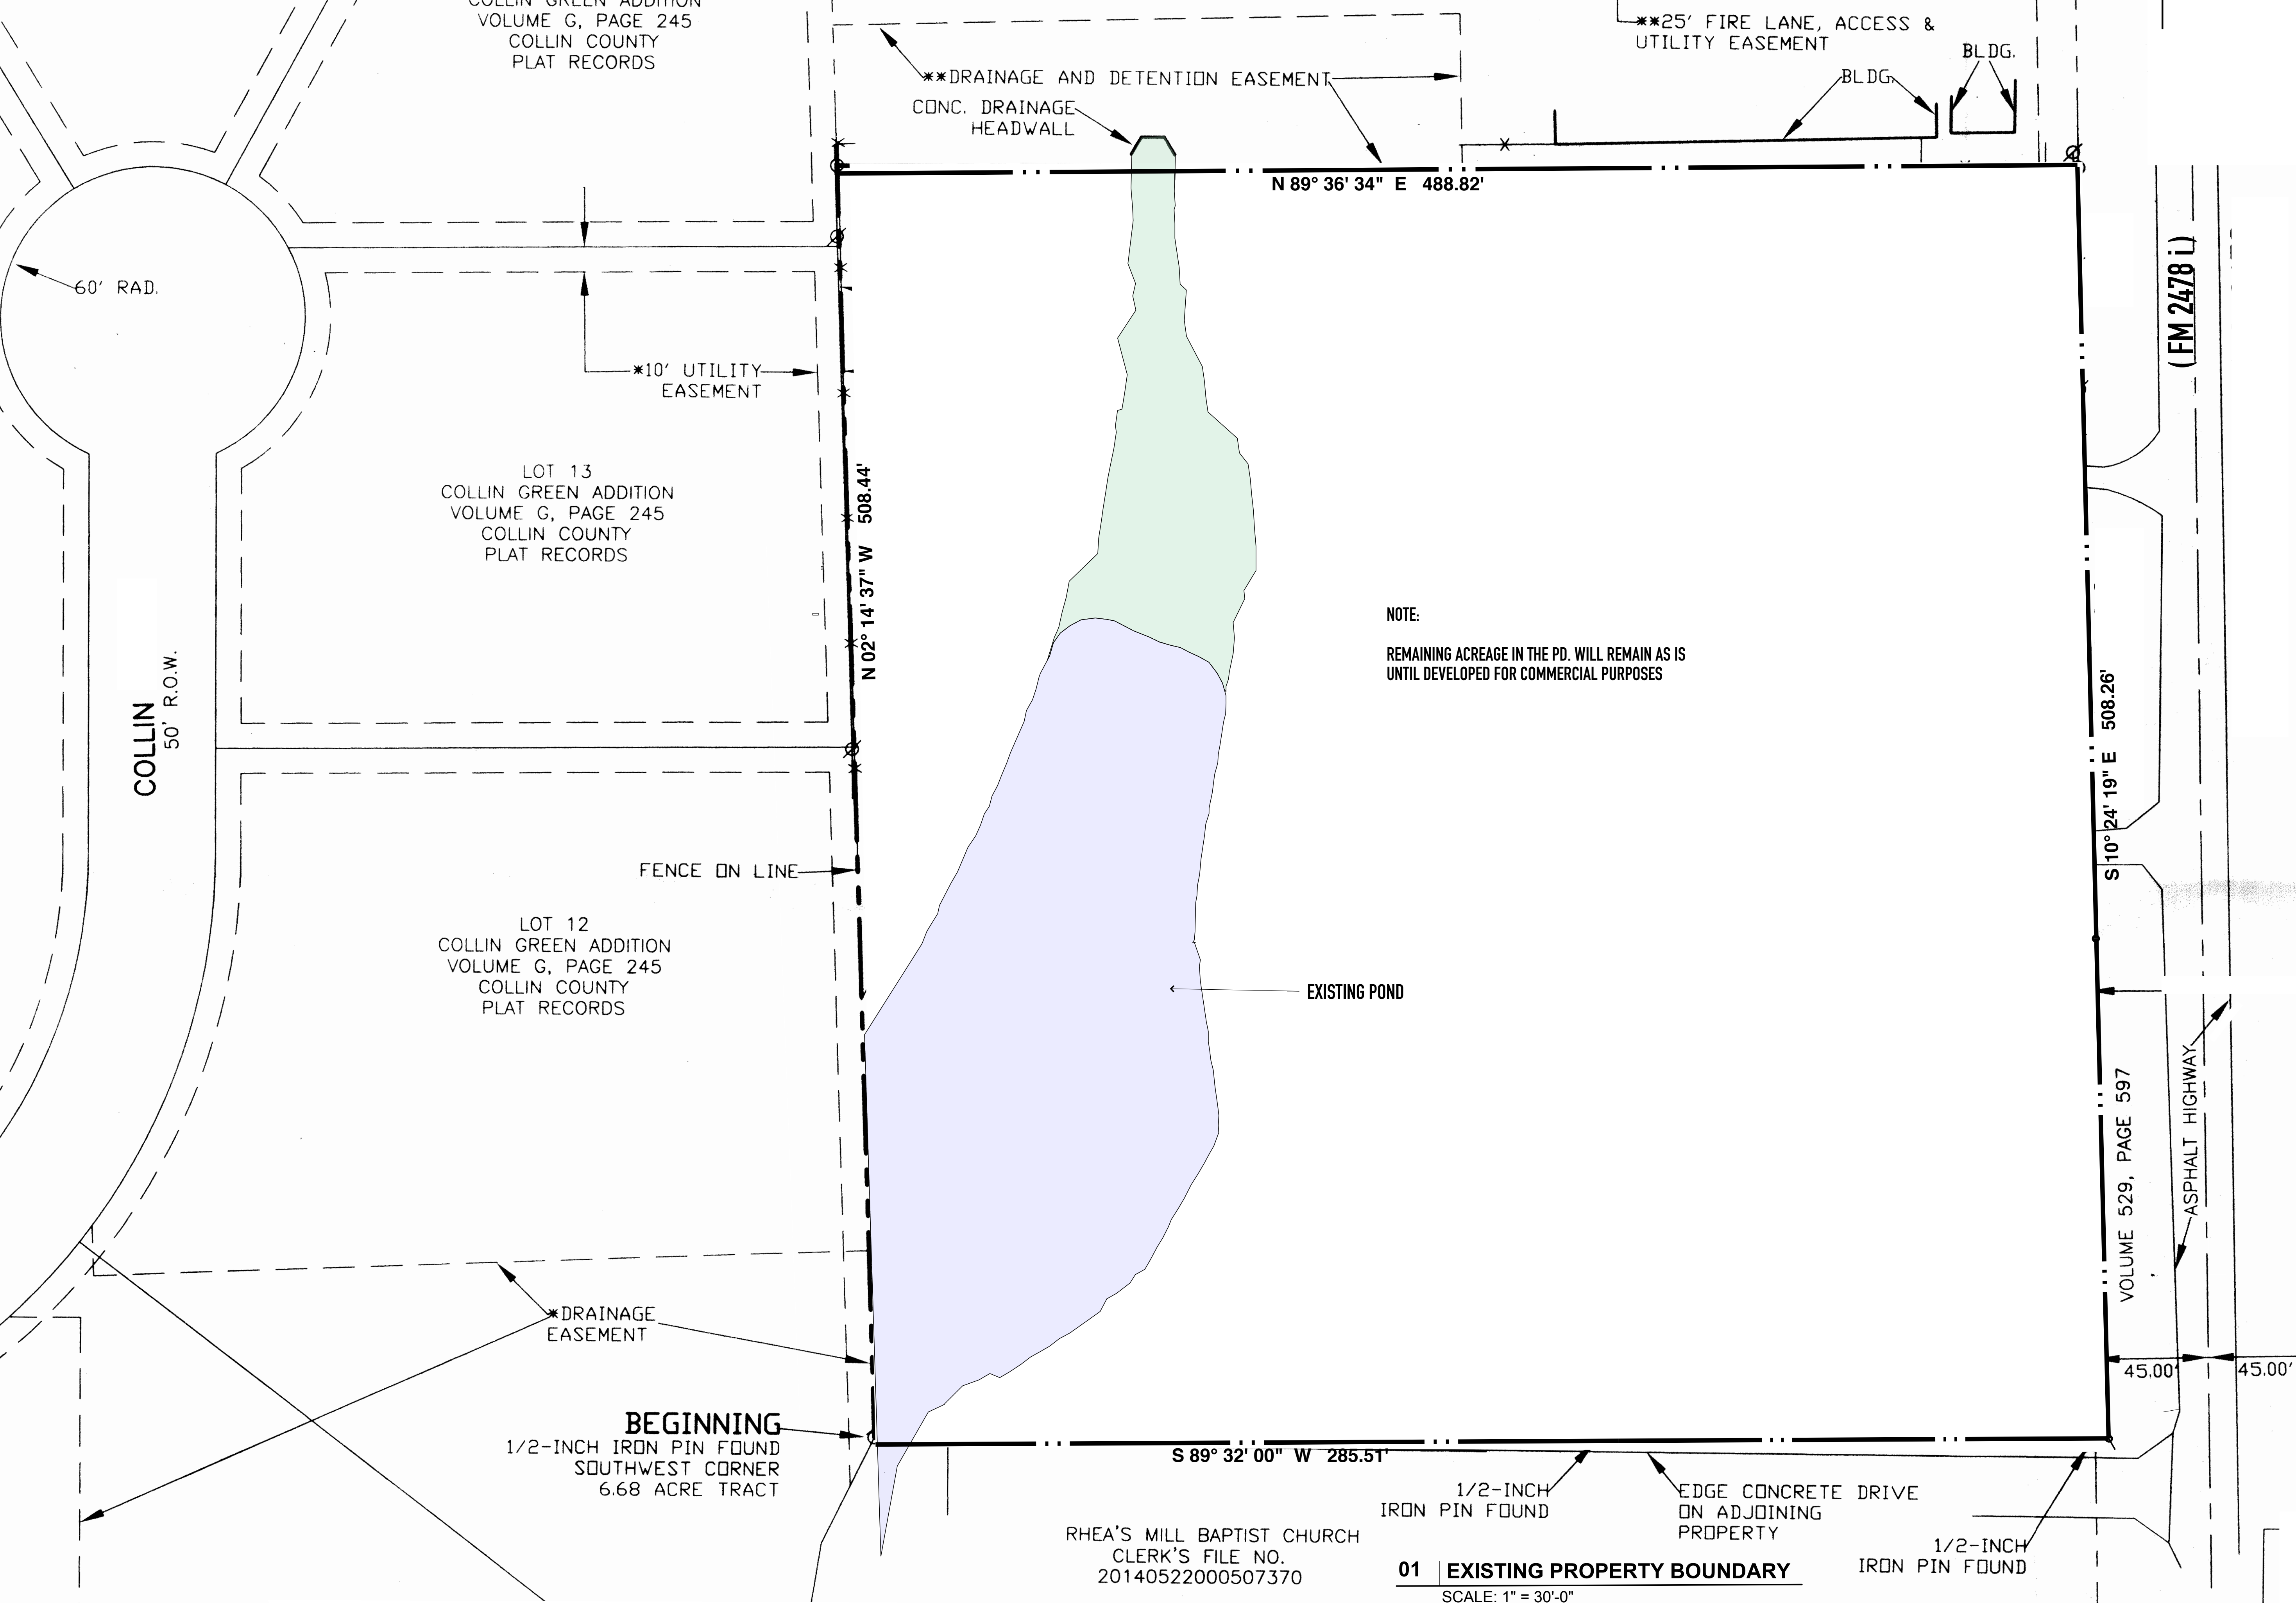 COLLIN GREEN ADDITION
VOLUME G, PAGE 245
COLLIN COUNTY
PLAT RECORDS
**25' FIRE LANE, ACCESS &
UTILITY EASEMENT
BLDG.
BLDG.
**DRAINAGE AND DETENTION EASEMENT
CONC. DRAINAGE
HEADWALL
N 89° 36' 34" E 488.82'
60' RAD.
*10' UTILITY
EASEMENT
(FM 2478 i.)
LOT 13
COLLIN GREEN ADDITION
VOLUME G, PAGE 245
COLLIN COUNTY
PLAT RECORDS
N 02° 14' 37" W 508.44'
NOTE:
REMAINING ACREAGE IN THE PD. WILL REMAIN AS IS
UNTIL DEVELOPED FOR COMMERCIAL PURPOSES
COLLIN
50' R.O.W.
S 10° 24' 19" E 508.26'
FENCE ON LINE
LOT 12
COLLIN GREEN ADDITION
VOLUME G, PAGE 245
COLLIN COUNTY
PLAT RECORDS
EXISTING POND
VOLUME 529, PAGE 597
ASPHALT HIGHWAY
*DRAINAGE
EASEMENT
45.00'
45.00'
BEGINNING
1/2-INCH IRON PIN FOUND
SOUTHWEST CORNER
6.68 ACRE TRACT
S 89° 32' 00" W 285.51'
1/2-INCH
IRON PIN FOUND
EDGE CONCRETE DRIVE
ON ADJOINING
PROPERTY
1/2-INCH
IRON PIN FOUND
RHEA'S MILL BAPTIST CHURCH
CLERK'S FILE NO.
20140522000507370
01 EXISTING PROPERTY BOUNDARY
SCALE: 1" = 30'-0"